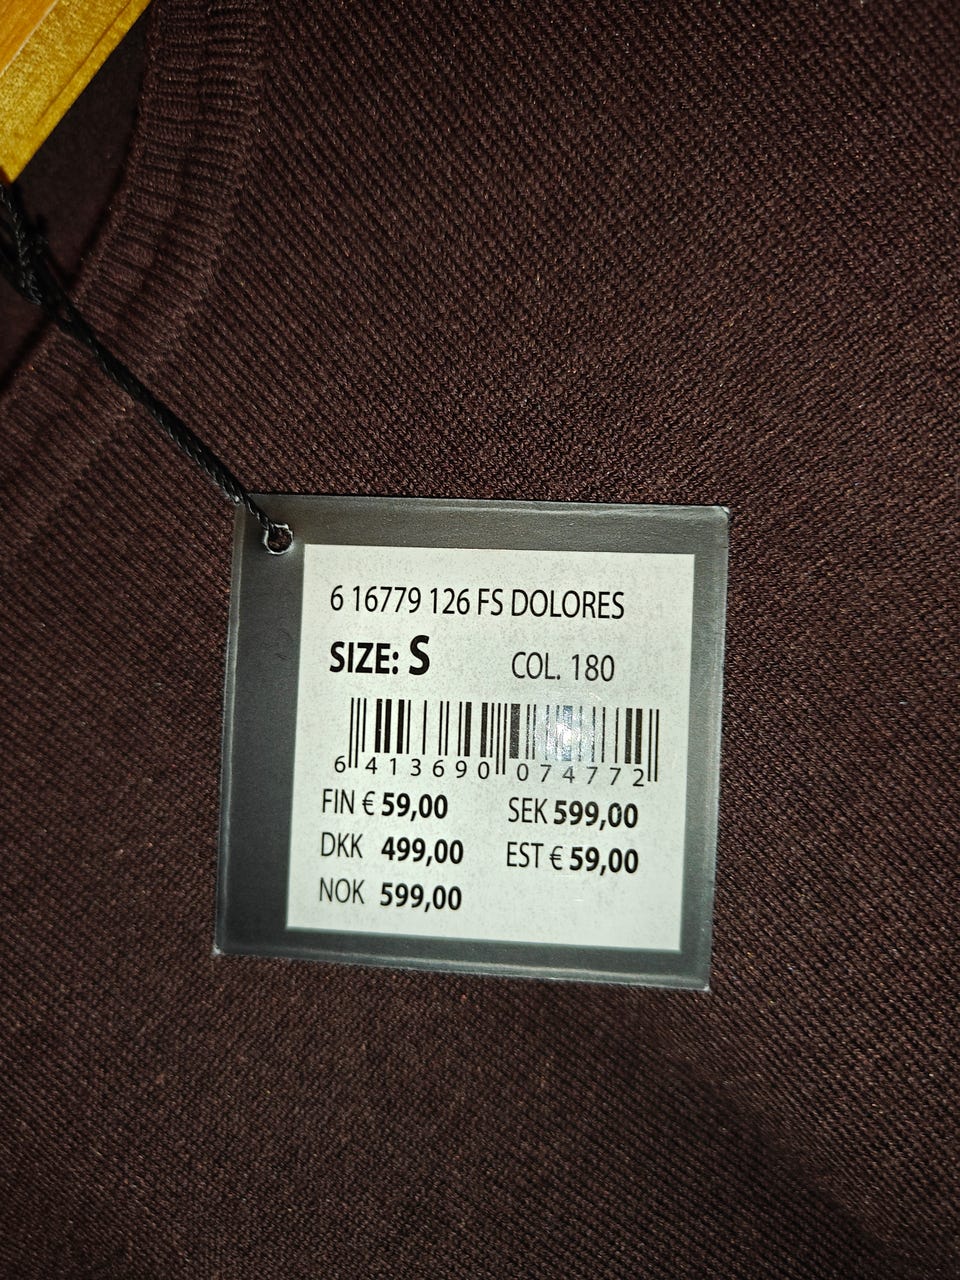 6 16779 126 FS DOLORES
SIZE: S COL. 180
6 413690 074772
FIN € 59,00 SEK 599,00
DKK 499,00 EST € 59,00
NOK 599,00